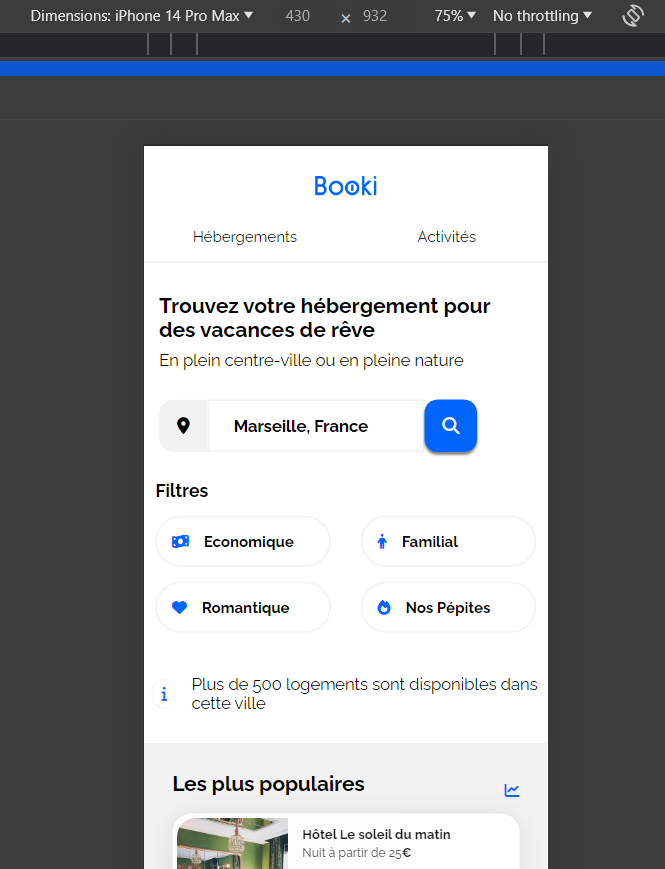 Dimensions: iPhone 14 Pro Max ▼ 430 × 932 75% ▼ No throttling ▼
Booki
Hébergements Activités
Trouvez votre hébergement pour
des vacances de rêve
En plein centre-ville ou en pleine nature
Marseille, France
Filtres
Economique Familial
Romantique Nos Pépites
Plus de 500 logements sont disponibles dans
cette ville
Les plus populaires
Hôtel Le soleil du matin
Nuit à partir de 25€